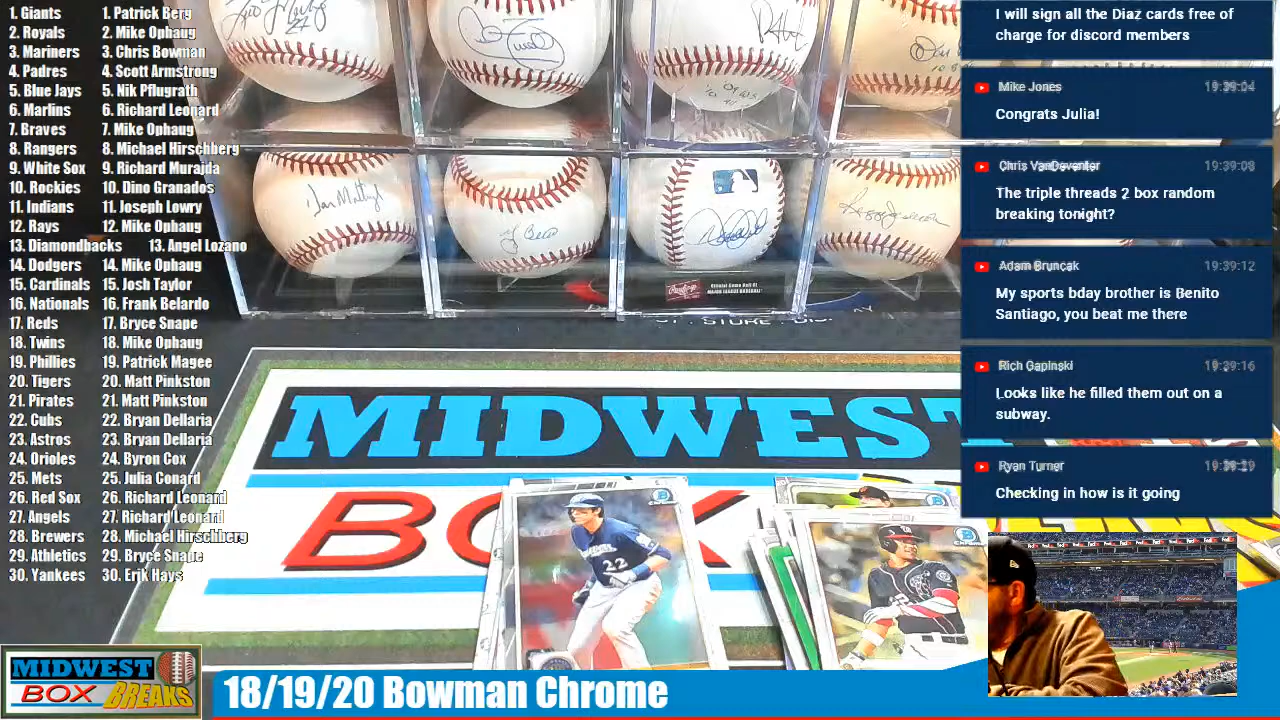 1. Giants 1. Patrick Berg
2. Royals 2. Mike Ophaug
3. Mariners 3. Chris Bowman
4. Padres 4. Scott Armstrong
5. Blue Jays 5. Nik Pflugrath
6. Marlins 6. Richard Leonard
7. Braves 7. Mike Ophaug
8. Rangers 8. Michael Hirschberg
9. White Sox 9. Richard Murajda
10. Rockies 10. Dino Granados
11. Indians 11. Joseph Lowry
12. Rays 12. Mike Ophaug
13. Diamondbacks 13. Angel Lozano
14. Dodgers 14. Mike Ophaug
15. Cardinals 15. Josh Taylor
16. Nationals 16. Frank Belardo
17. Reds 17. Bryce Snape
18. Twins 18. Mike Ophaug
19. Phillies 19. Patrick Magee
20. Tigers 20. Matt Pinkston
21. Pirates 21. Matt Pinkston
22. Cubs 22. Bryan Dellaria
23. Astros 23. Bryan Dellaria
24. Orioles 24. Byron Cox
25. Mets 25. Julia Conard
26. Red Sox 26. Richard Leonard
27. Angels 27. Richard Leonard
28. Brewers 28. Michael Hirschberg
29. Athletics 29. Bryce Snape
30. Yankees 30. Erik Hays
I will sign all the Diaz cards free of
charge for discord members
Mike Jones 19:39:04
Congrats Julia!
Chris VanDeventer 19:39:08
The triple threads 2 box random
breaking tonight?
Adam Bruncak 19:39:12
My sports bday brother is Benito
Santiago, you beat me there
Rich Gapinski 19:39:16
Looks like he filled them out on a
subway.
Ryan Turner 19:39:19
Checking in how is it going
Rawlings
STORE
MIDWEST
BOX
22
Chrome
MIDWEST
BOX BREAKS
18/19/20 Bowman Chrome